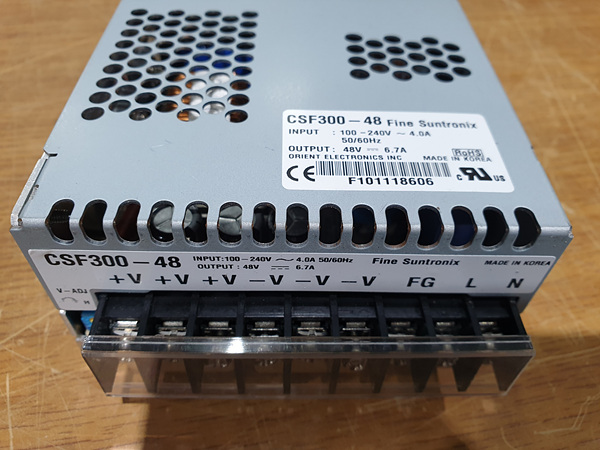 CSF300-48 Fine Suntronix
INPUT : 100-240V ~ 4.0A
50/60Hz
OUTPUT : 48V ⎓ 6.7A
ORIENT ELECTRONICS INC MADE IN KOREA
RoHS
CE
F101118606
c RU US
CSF300-48 INPUT:100-240V ~ 4.0A 50/60Hz Fine Suntronix MADE IN KOREA
OUTPUT : 48V ⎓ 6.7A
+V +V +V -V -V -V FG L N
V-ADJ